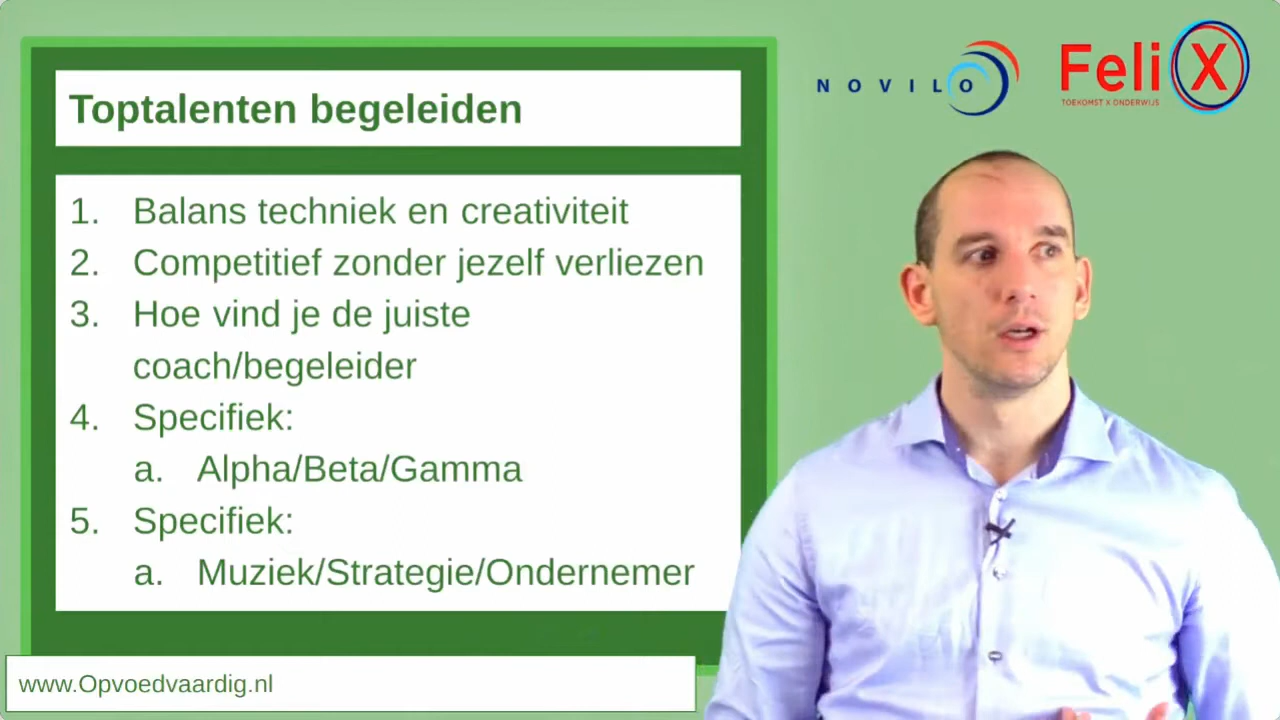 Toptalenten begeleiden
NOVILO
FeliX
TOEKOMST X ONDERWIJS
1. Balans techniek en creativiteit
2. Competitief zonder jezelf verliezen
3. Hoe vind je de juiste
coach/begeleider
4. Specifiek:
a. Alpha/Beta/Gamma
5. Specifiek:
a. Muziek/Strategie/Ondernemer
www.Opvoedvaardig.nl